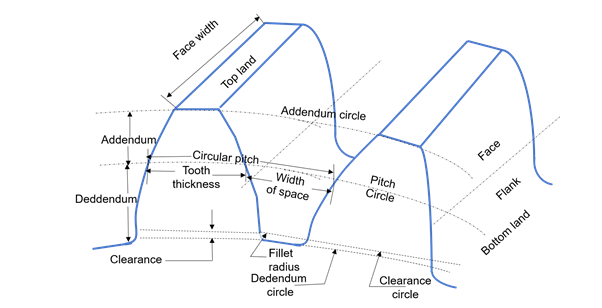 Face width
Top land
Addendum circle
Addendum
Circular pitch
Face
Tooth
thickness
Width
of space
Pitch
Circle
Flank
Deddendum
Bottom land
Clearance
Fillet
radius
Dedendum
circle
Clearance
circle